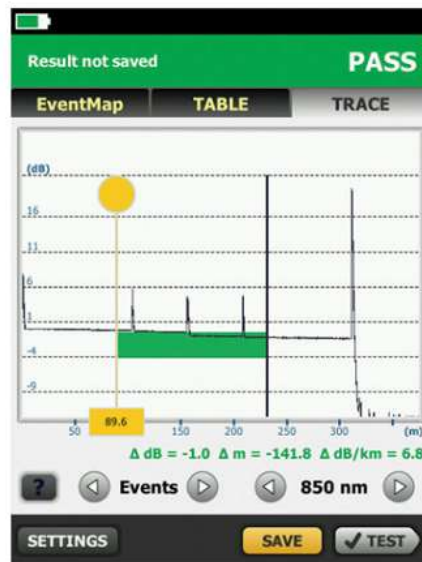 Result not saved PASS
EventMap TABLE TRACE
(dB)
16
11
6
1
-4
-9
89.6
50 150 200 250 300 (m)
Δ dB = -1.0 Δ m = -141.8 Δ dB/km = 6.8
? Events 850 nm
SETTINGS SAVE TEST